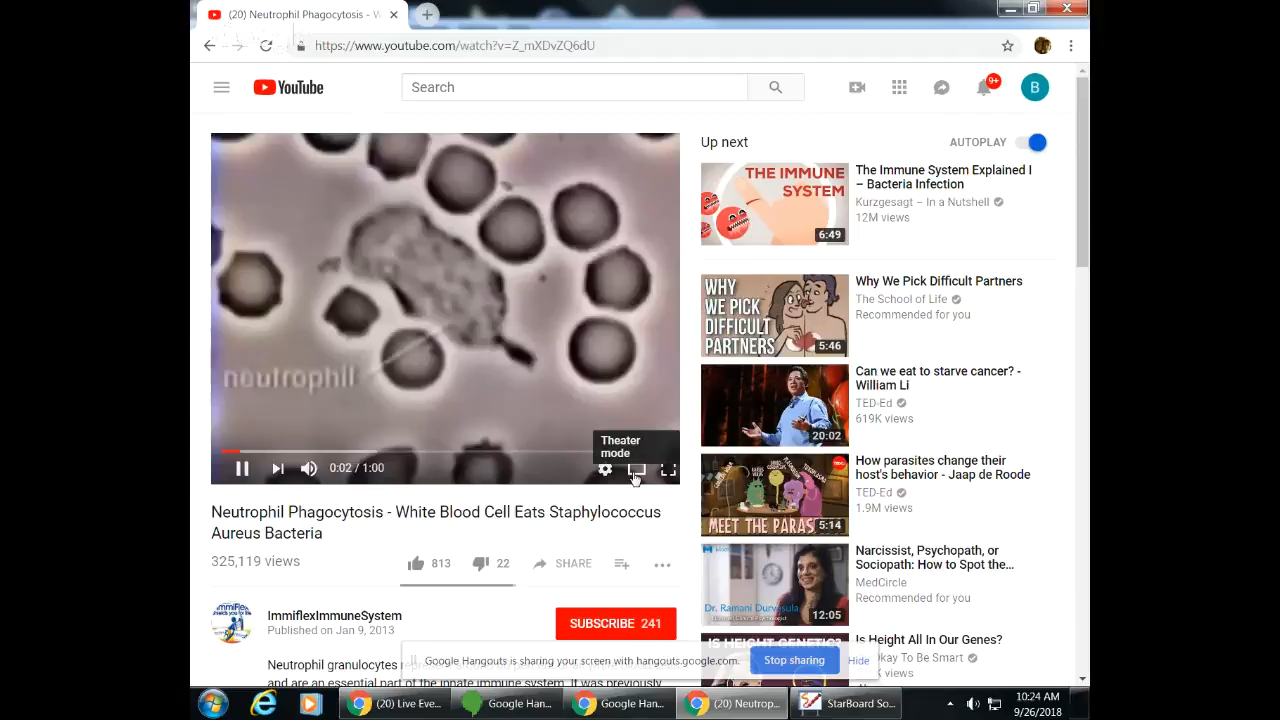 (20) Neutrophil Phagocytosis - W
https://www.youtube.com/watch?v=Z_mXDvZQ6dU
YouTube
Search
9+
B
neutrophil
Theater
mode
0:02 / 1:00
Neutrophil Phagocytosis - White Blood Cell Eats Staphylococcus
Aureus Bacteria
325,119 views
813
22
SHARE
ImmiflexImmuneSystem
Published on Jan 9, 2013
SUBSCRIBE 241
Neutrophil granulocytes
and are an essential part of the innate immune system. It was previously
Up next
AUTOPLAY
THE IMMUNE
SYSTEM
6:49
The Immune System Explained I
– Bacteria Infection
Kurzgesagt – In a Nutshell
12M views
WHY
WE PICK
DIFFICULT
PARTNERS
5:46
Why We Pick Difficult Partners
The School of Life
Recommended for you
20:02
Can we eat to starve cancer? -
William Li
TED-Ed
619K views
MEET THE PARAS
5:14
How parasites change their
host's behavior - Jaap de Roode
TED-Ed
1.9M views
Dr. Ramani Durvasula
12:05
Narcissist, Psychopath, or
Sociopath: How to Spot the...
MedCircle
Recommended for you
IS HEIGHT GENETIC?
Is Height All In Our Genes?
Okay To Be Smart
views
Google Hangouts is sharing your screen with hangouts.google.com.
Stop sharing
Hide
(20) Live Eve...
Google Han...
Google Han...
(20) Neutrop...
StarBoard So...
10:24 AM
9/26/2018